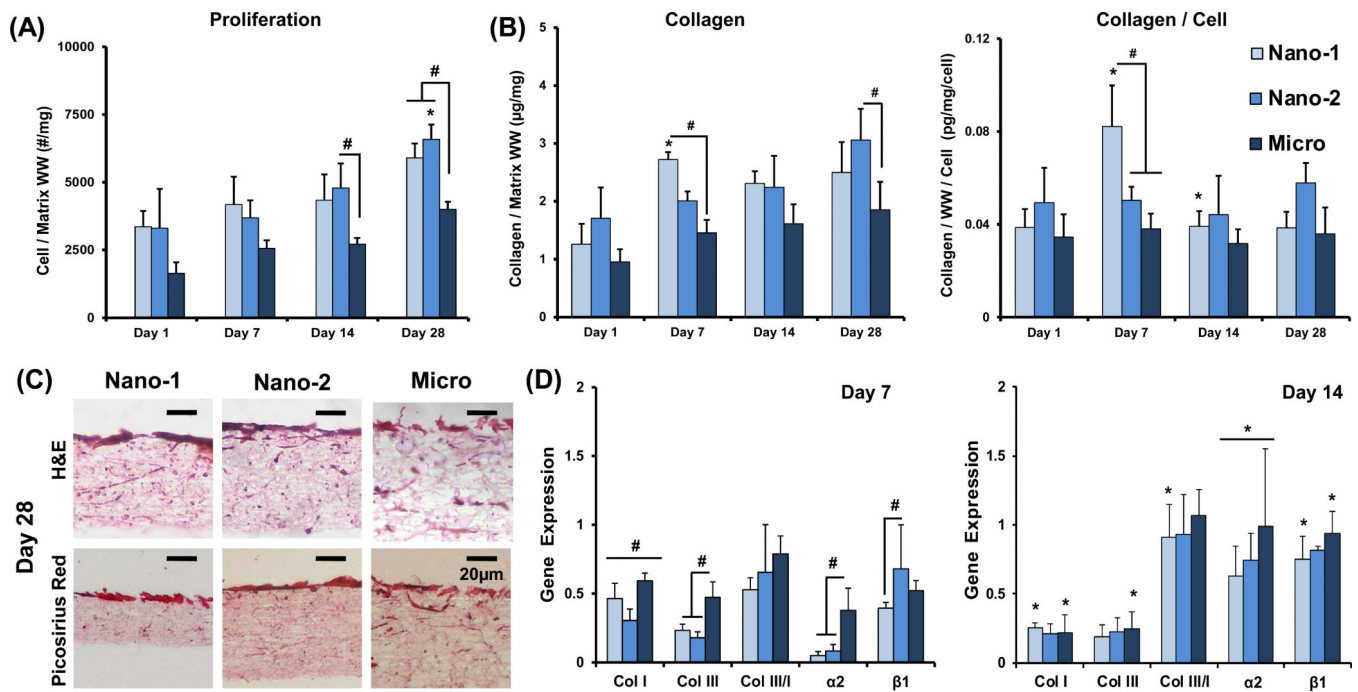 (A)
Proliferation
Cell / Matrix WW (#/mg)
10000
7500
5000
2500
0
#
#
*
Day 1 Day 7 Day 14 Day 28
(B)
Collagen
Collagen / Matrix WW (µg/mg)
5
4
3
2
1
0
*
#
#
Day 1 Day 7 Day 14 Day 28
Collagen / Cell
Collagen / WW / Cell (pg/mg/cell)
0.12
0.08
0.04
0.00
*
#
*
Day 1 Day 7 Day 14 Day 28
Nano-1
Nano-2
Micro
(C)
Nano-1 Nano-2 Micro
Day 28
H&E
Picosirius Red
20µm
(D)
Day 7
Gene Expression
2
1.5
1
0.5
0
#
#
#
#
Col I Col III Col III/I α2 β1
Day 14
Gene Expression
2
1.5
1
0.5
0
* * * * * * *
Col I Col III Col III/I α2 β1